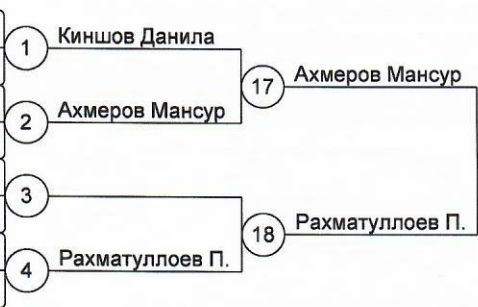 1 Киншов Данила
17 Ахмеров Мансур
2 Ахмеров Мансур
3
18 Рахматуллоев П.
4 Рахматуллоев П.